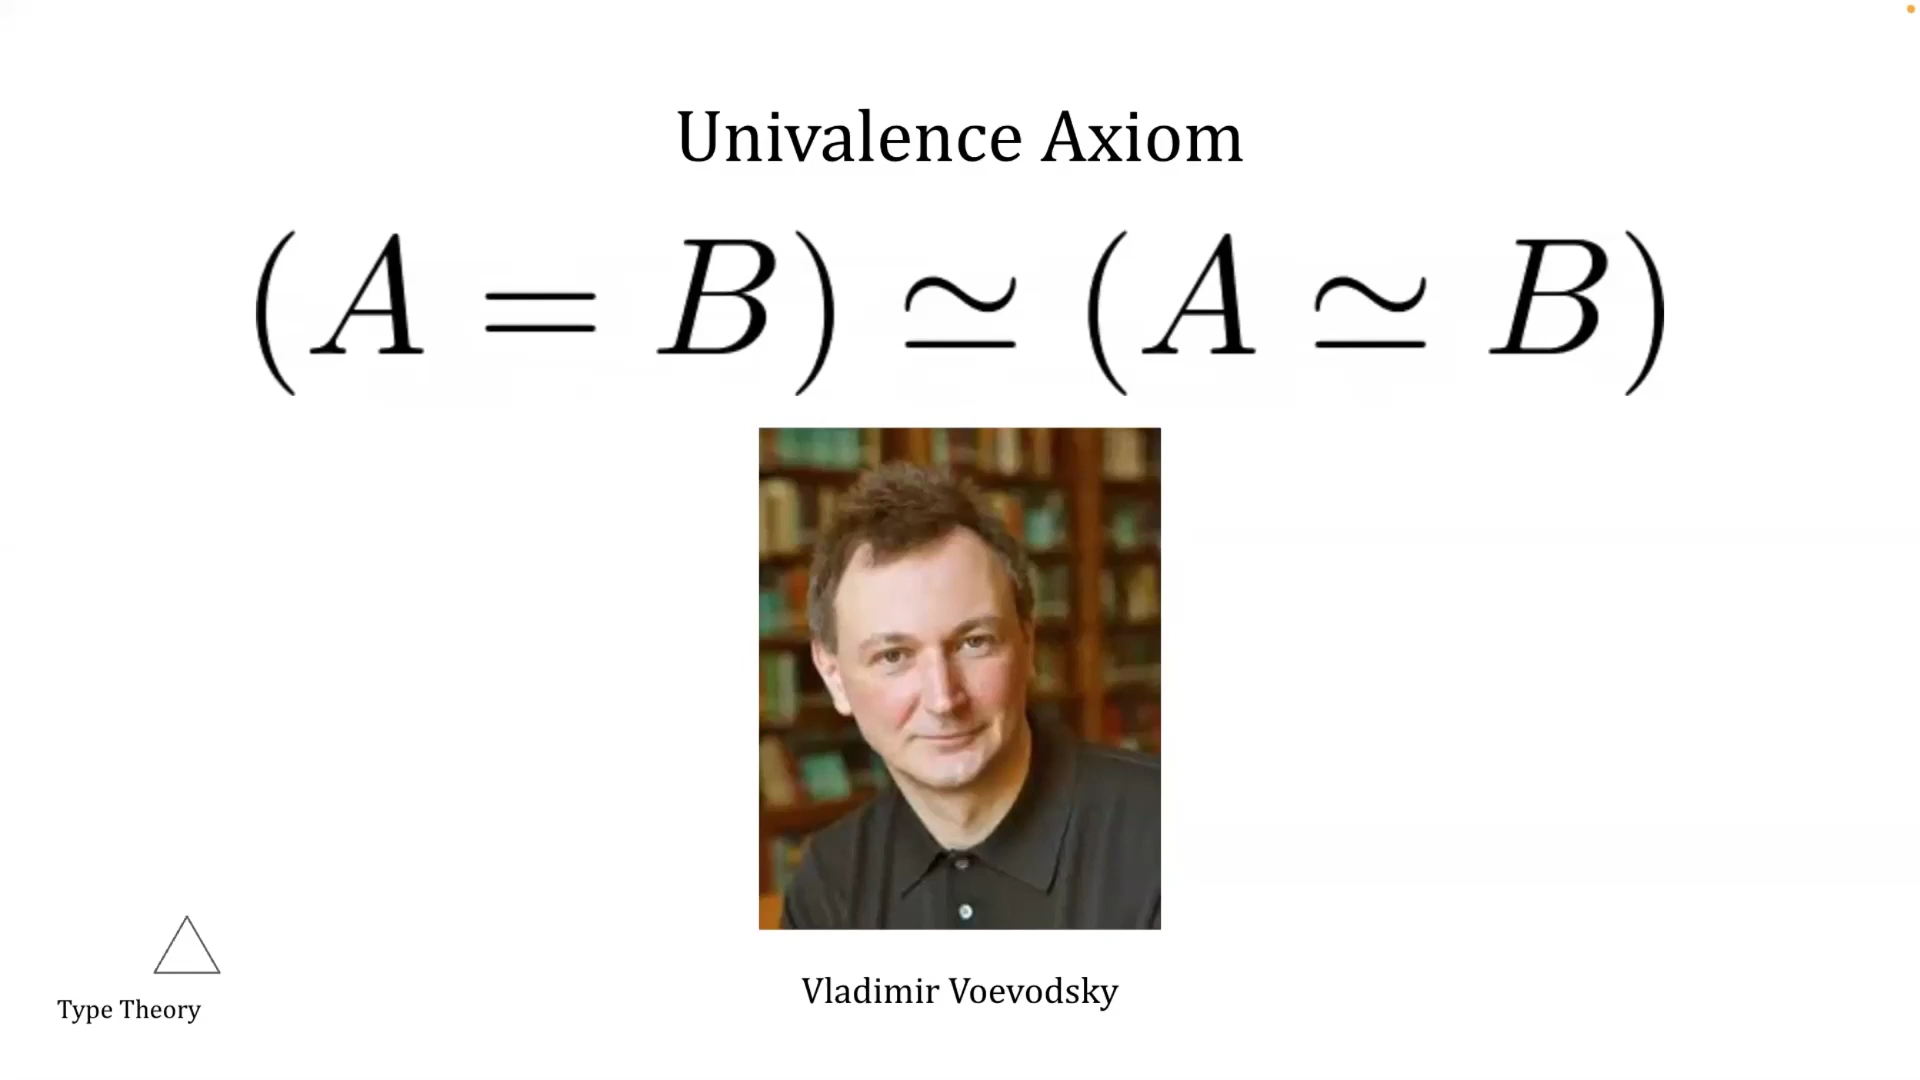 Univalence Axiom
(A = B) ≃ (A ≃ B)
Vladimir Voevodsky
Type Theory